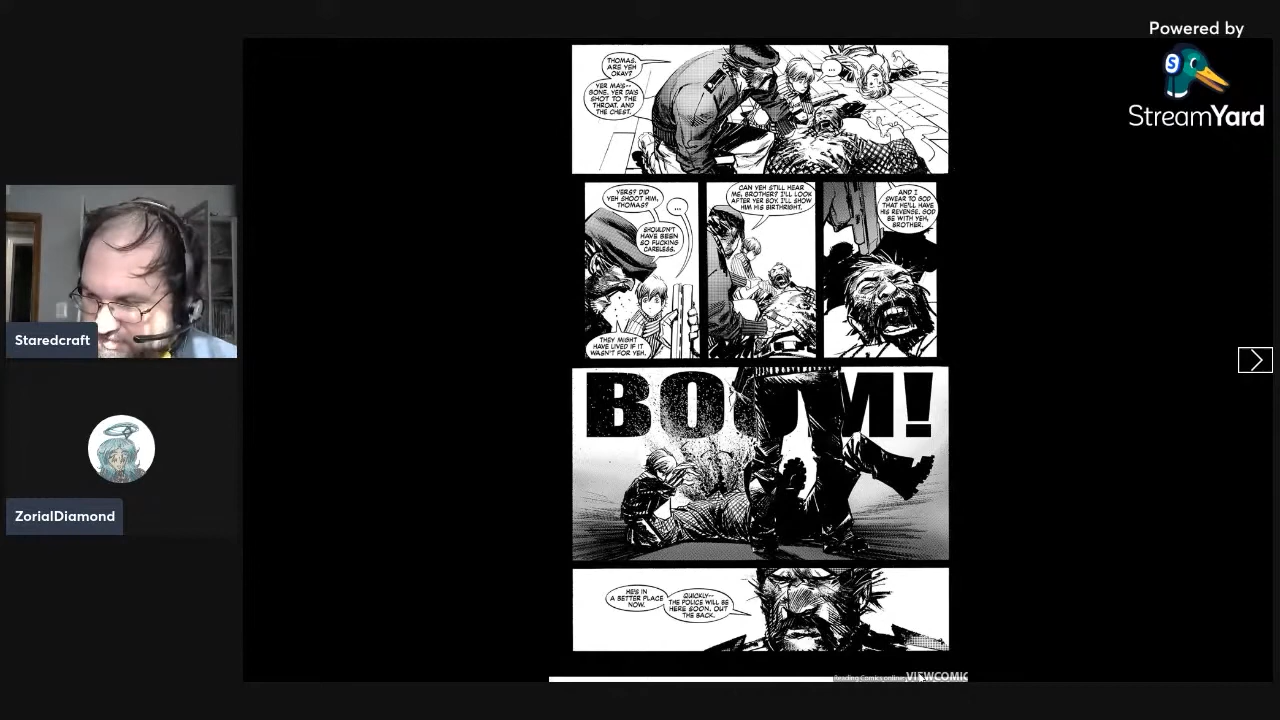 Powered by
StreamYard
Staredcraft
ZorialDiamond
THOMAS,
ARE YEH
OKAY?
YER MA'S--
GONE. YER DA'S
SHOT TO THE
THROAT, AND
THE CHEST.
...
YERS? DID
YEH SHOOT HIM,
THOMAS?
...
SHOULDN'T
HAVE BEEN
SO FUCKING
CARELESS.
THEY MIGHT
HAVE LIVED IF IT
WASN'T FOR YEH.
CAN YEH STILL HEAR
ME, BROTHER? I'LL LOOK
AFTER YER BOY. I'LL SHOW
HIM HIS BIRTHRIGHT.
AND I
SWEAR TO GOD
THAT HE'LL HAVE
HIS REVENGE. GOD
BE WITH YEH,
BROTHER.
BOOM!
HE'S IN
A BETTER PLACE
NOW.
QUICKLY--
THE POLICE WILL BE
HERE SOON. OUT
THE BACK.
Reading Comics online
VIEWCOMIC